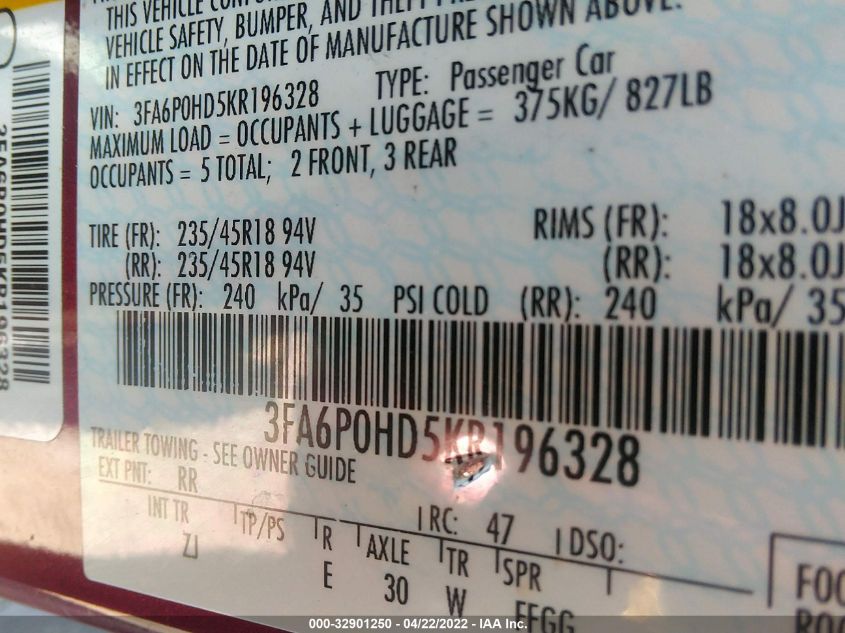 THIS VEHICLE
VEHICLE SAFETY, BUMPER, AND THEFT
IN EFFECT ON THE DATE OF MANUFACTURE SHOWN ABOVE.
VIN: 3FA6P0HD5KR196328 TYPE: Passenger Car
MAXIMUM LOAD = OCCUPANTS + LUGGAGE = 375KG/ 827LB
OCCUPANTS = 5 TOTAL; 2 FRONT, 3 REAR
TIRE (FR): 235/45R18 94V RIMS (FR): 18x8.0J
(RR): 235/45R18 94V (RR): 18x8.0J
PRESSURE (FR): 240 kPa/ 35 PSI COLD (RR): 240 kPa/ 35
3FA6P0HD5KR196328
3FA6P0HD5KR196328
TRAILER TOWING - SEE OWNER GUIDE
EXT PNT: RR RC: 47 DSO:
INT TR TP/PS R AXLE TR SPR
ZJ E 30 W EEGG
000-32901250 - 04/22/2022 - IAA Inc.